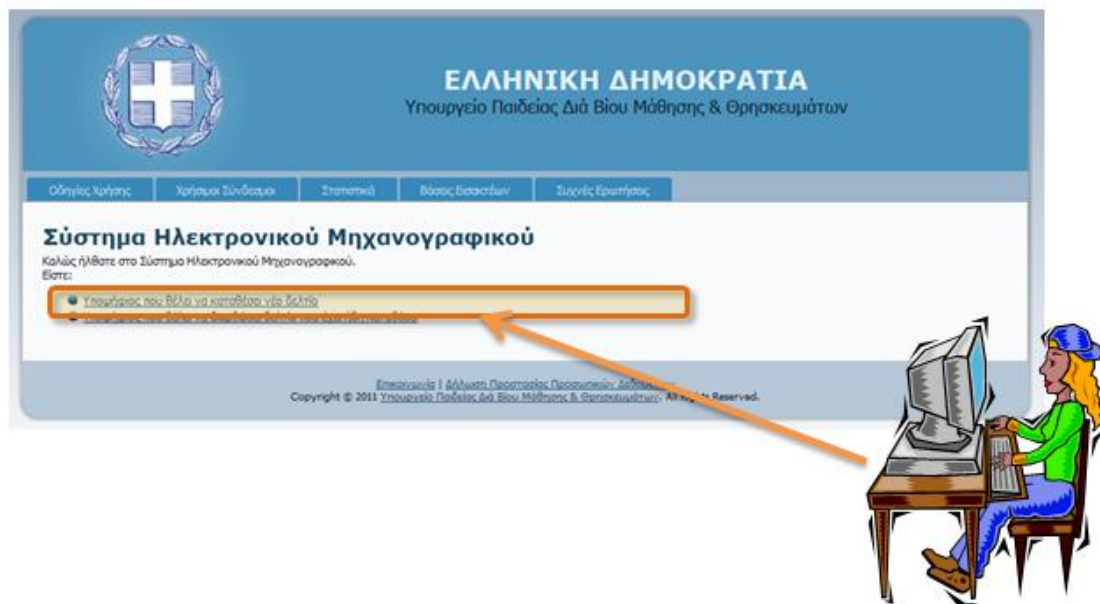 ΕΛΛΗΝΙΚΗ ΔΗΜΟΚΡΑΤΙΑ
Υπουργείο Παιδείας Διά Βίου Μάθησης & Θρησκευμάτων
Οδηγίες Χρήσης Χρήσιμοι Σύνδεσμοι Στατιστικά Βάσεις Εισακτέων Συχνές Ερωτήσεις
Σύστημα Ηλεκτρονικού Μηχανογραφικού
Καλώς ήλθατε στο Σύστημα Ηλεκτρονικού Μηχανογραφικού.
Είστε:
Υποψήφιος που θέλει να καταθέσει νέο δελτίο
Επικοινωνία | Δήλωση Προστασίας Προσωπικών
Copyright © 2011 Υπουργείο Παιδείας Διά Βίου Μάθησης & Θρησκευμάτων. All Rights Reserved.